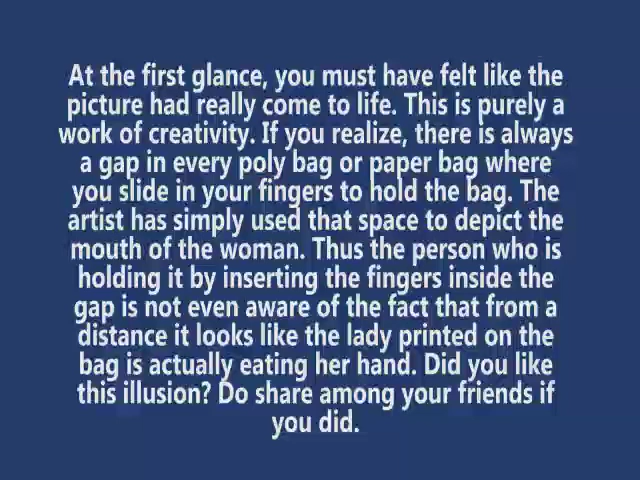 At the first glance, you must have felt like the
picture had really come to life. This is purely a
work of creativity. If you realize, there is always
a gap in every poly bag or paper bag where
you slide in your fingers to hold the bag. The
artist has simply used that space to depict the
mouth of the woman. Thus the person who is
holding it by inserting the fingers inside the
gap is not even aware of the fact that from a
distance it looks like the lady printed on the
bag is actually eating her hand. Did you like
this illusion? Do share among your friends if
you did.